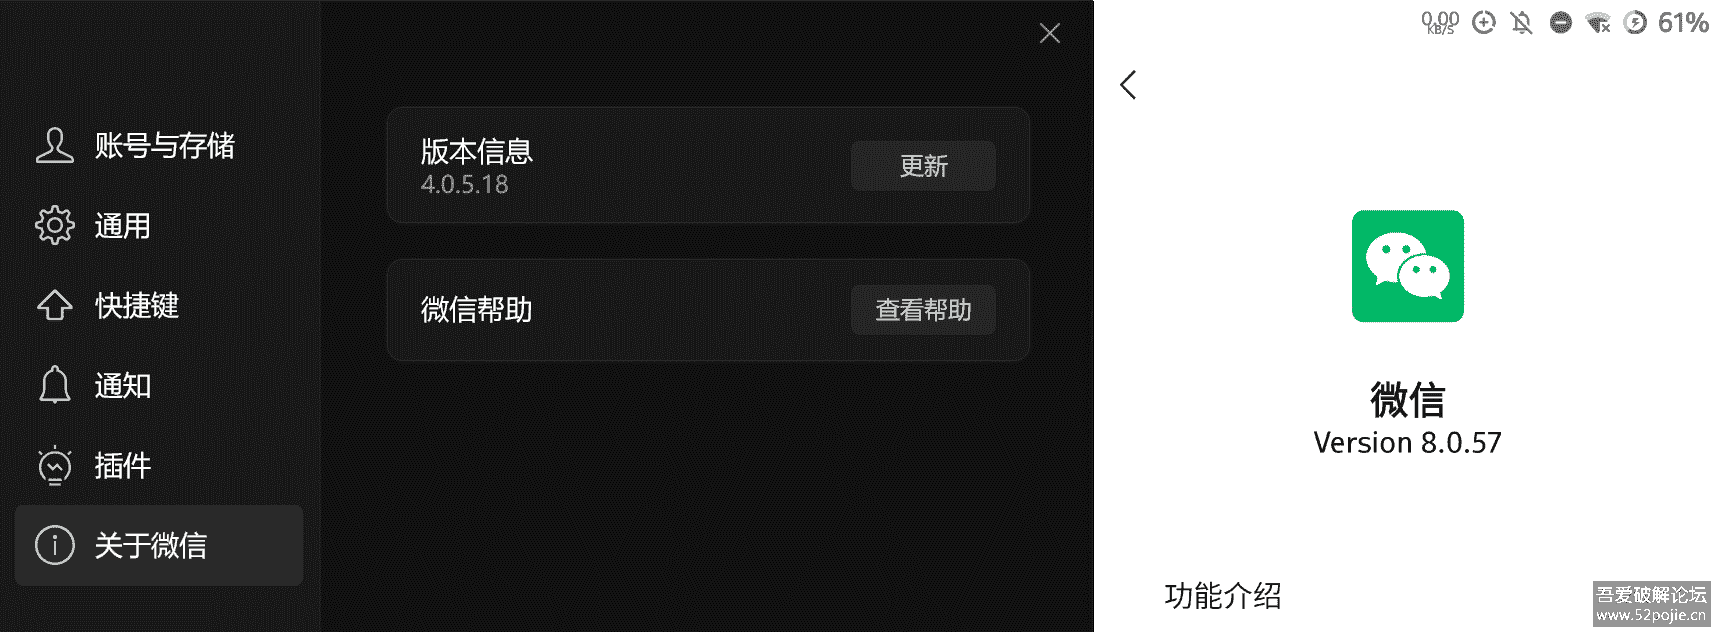 账号与存储
通用
快捷键
通知
插件
关于微信
版本信息
4.0.5.18
更新
微信帮助
查看帮助
0.00
KB/S
61%
微信
Version 8.0.57
功能介绍
吾爱破解论坛
www.52pojie.cn